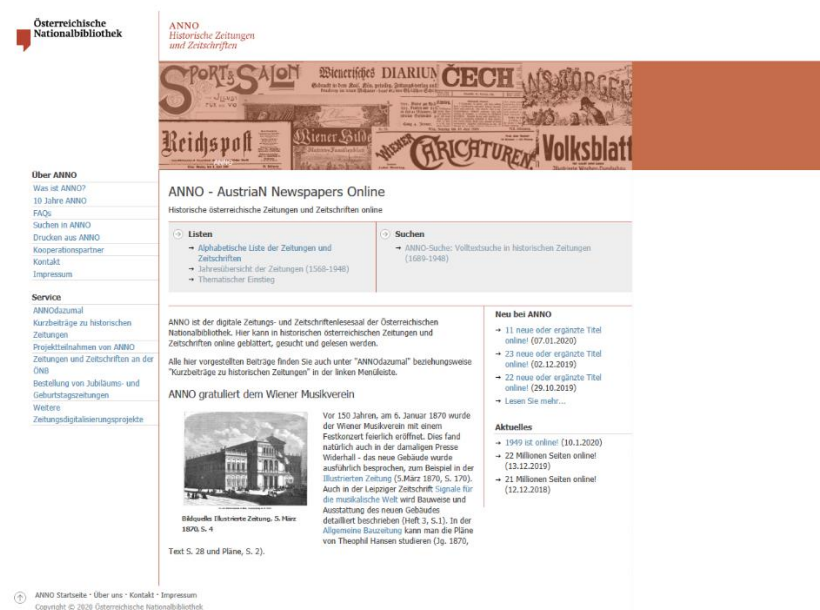 Österreichische
Nationalbibliothek
ANNO
Historische Zeitungen
und Zeitschriften
SPORT & SALON
Wienerisches DIARIUM
ČECH
WANS-JÖRGEL
Reichspost
Wiener Bilder
WIENER CARICATUREN.
Volksblatt
ANNO
Über ANNO
Was ist ANNO?
10 Jahre ANNO
FAQs
Suchen in ANNO
Drucken aus ANNO
Kooperationspartner
Kontakt
Impressum
Service
ANNOdazumal
Kurzbeiträge zu historischen
Zeitungen
Projektteilnahmen von ANNO
Zeitungen und Zeitschriften an der
ÖNB
Bestellung von Jubiläums- und
Geburtstagszeitungen
Weitere
Zeitungsdigitalisierungsprojekte
ANNO - AustriaN Newspapers Online
Historische österreichische Zeitungen und Zeitschriften online
Listen
→ Alphabetische Liste der Zeitungen und
Zeitschriften
→ Jahresübersicht der Zeitungen (1568-1948)
→ Thematischer Einstieg
Suchen
→ ANNO-Suche: Volltextsuche in historischen Zeitungen
(1689-1948)
ANNO ist der digitale Zeitungs- und Zeitschriftenlesesaal der Österreichischen
Nationalbibliothek. Hier kann in historischen österreichischen Zeitungen und
Zeitschriften online geblättert, gesucht und gelesen werden.
Alle hier vorgestellten Beiträge finden Sie auch unter "ANNOdazumal" beziehungsweise
"Kurzbeiträge zu historischen Zeitungen" in der linken Menüleiste.
ANNO gratuliert dem Wiener Musikverein
Bildquelle: Illustrierte Zeitung, 5. März
1870, S. 4
Vor 150 Jahren, am 6. Januar 1870 wurde
der Wiener Musikverein mit einem
Festkonzert feierlich eröffnet. Dies fand
natürlich auch in der damaligen Presse
Widerhall - das neue Gebäude wurde
ausführlich besprochen, zum Beispiel in der
Illustrierten Zeitung (5.März 1870, S. 170).
Auch in der Leipziger Zeitschrift Signale für
die musikalische Welt wird Bauweise und
Ausstattung des neuen Gebäudes
detailliert beschrieben (Heft 3, S.1). In der
Allgemeine Bauzeitung kann man die Pläne
von Theophil Hansen studieren (Jg. 1870,
Text S. 28 und Pläne, S. 2).
Neu bei ANNO
→ 11 neue oder ergänzte Titel
online! (07.01.2020)
→ 23 neue oder ergänzte Titel
online! (02.12.2019)
→ 22 neue oder ergänzte Titel
online! (29.10.2019)
→ Lesen Sie mehr...
Aktuelles
→ 1949 ist online! (10.1.2020)
→ 22 Millionen Seiten online!
(13.12.2019)
→ 21 Millionen Seiten online!
(12.12.2018)
ANNO Startseite · Über uns · Kontakt · Impressum
Copyright © 2020 Österreichische Nationalbibliothek